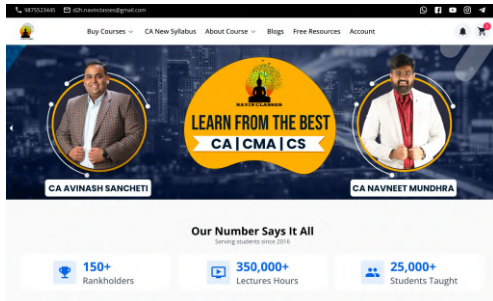 9875523445 d2h.navinclasses@gmail.com
Buy Courses CA New Syllabus About Course Blogs Free Resources Account
NAVIN CLASSES
LEARN FROM THE BEST
CA | CMA | CS
CA AVINASH SANCHETI
CA NAVNEET MUNDHRA
Our Number Says It All
Serving students since 2016
150+
Rankholders
350,000+
Lectures Hours
25,000+
Students Taught